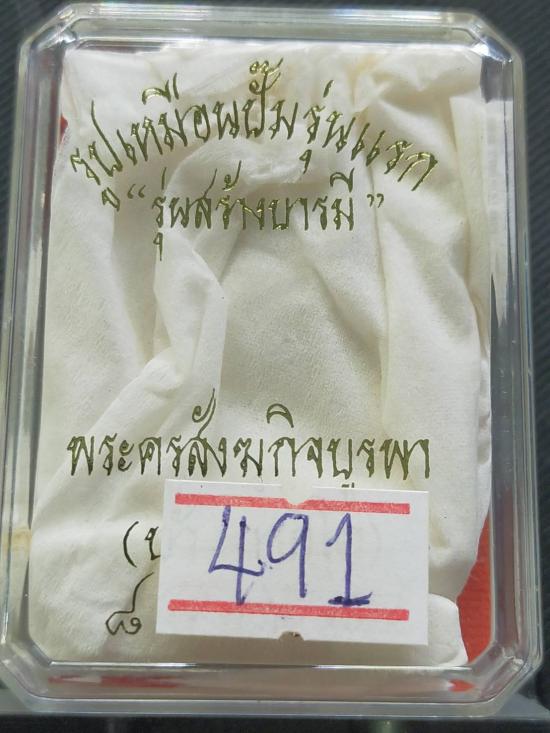 รูปเหมือนปั๊มรุ่นแรก
“รุ่นสร้างบารมี”
พระครูสังฆกิจบูรพา
491